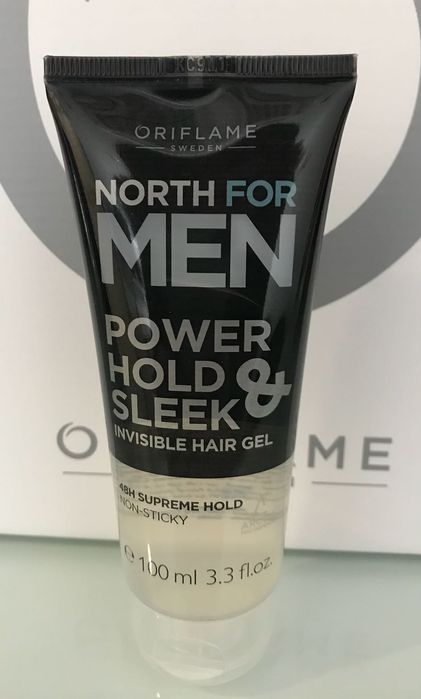 ORIFLAME
SWEDEN
NORTH FOR
MEN
POWER
HOLD &
SLEEK
INVISIBLE HAIR GEL
48H SUPREME HOLD
NON-STICKY
e 100 ml 3.3 fl.oz.